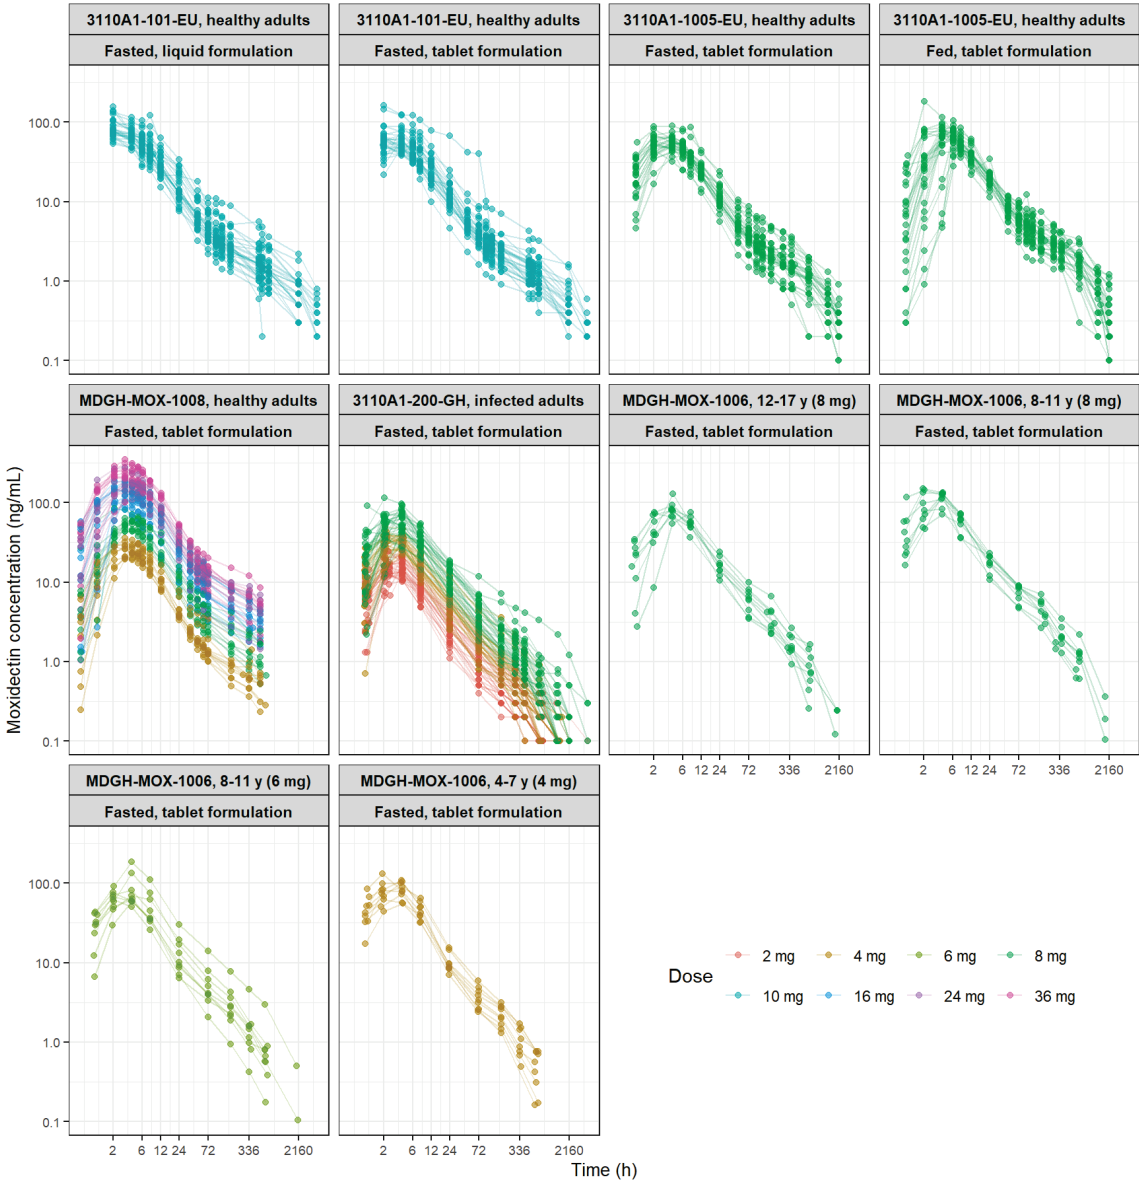 3110A1-101-EU, healthy adults
Fasted, liquid formulation
3110A1-101-EU, healthy adults
Fasted, tablet formulation
3110A1-1005-EU, healthy adults
Fasted, tablet formulation
3110A1-1005-EU, healthy adults
Fed, tablet formulation
100.0
10.0
1.0
0.1
MDGH-MOX-1008, healthy adults
Fasted, tablet formulation
3110A1-200-GH, infected adults
Fasted, tablet formulation
MDGH-MOX-1006, 12-17 y (8 mg)
Fasted, tablet formulation
MDGH-MOX-1006, 8-11 y (8 mg)
Fasted, tablet formulation
100.0
10.0
1.0
0.1
2 6 12 24 72 336 2160
2 6 12 24 72 336 2160
Moxidectin concentration (ng/mL)
MDGH-MOX-1006, 8-11 y (6 mg)
Fasted, tablet formulation
MDGH-MOX-1006, 4-7 y (4 mg)
Fasted, tablet formulation
100.0
10.0
1.0
0.1
2 6 12 24 72 336 2160
2 6 12 24 72 336 2160
Time (h)
Dose
2 mg 4 mg 6 mg 8 mg
10 mg 16 mg 24 mg 36 mg